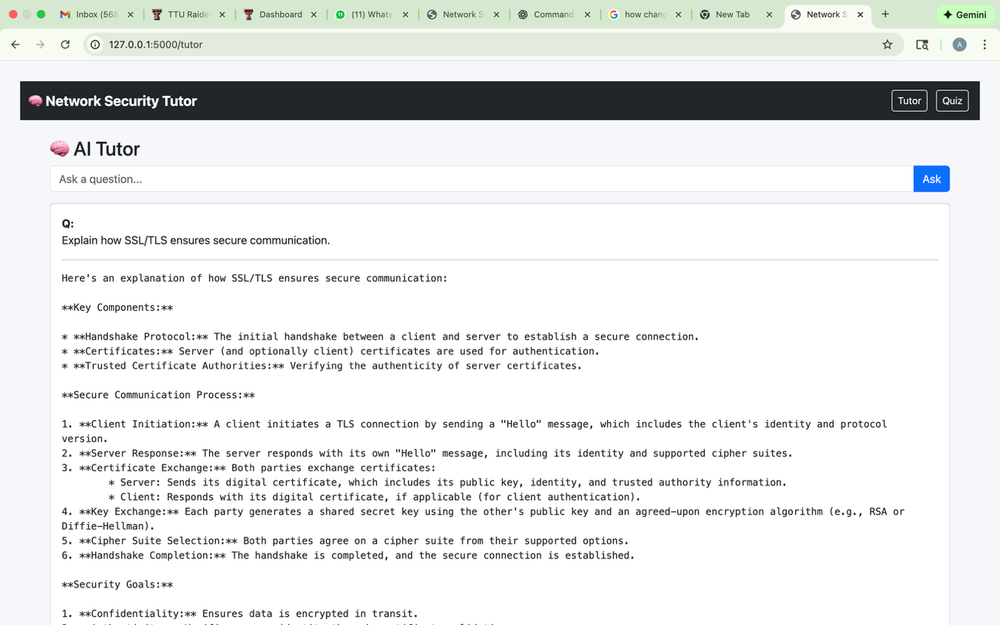 Inbox (568
TTU Raide
Dashboard
(11) Whats
Network S
Command
how chang
New Tab
Network S
Gemini
127.0.0.1:5000/tutor
A
Network Security Tutor
Tutor
Quiz
AI Tutor
Ask a question...
Ask
Q:
Explain how SSL/TLS ensures secure communication.
Here's an explanation of how SSL/TLS ensures secure communication:
**Key Components:**
* **Handshake Protocol:** The initial handshake between a client and server to establish a secure connection.
* **Certificates:** Server (and optionally client) certificates are used for authentication.
* **Trusted Certificate Authorities:** Verifying the authenticity of server certificates.
**Secure Communication Process:**
1. **Client Initiation:** A client initiates a TLS connection by sending a "Hello" message, which includes the client's identity and protocol
version.
2. **Server Response:** The server responds with its own "Hello" message, including its identity and supported cipher suites.
3. **Certificate Exchange:** Both parties exchange certificates:
* Server: Sends its digital certificate, which includes its public key, identity, and trusted authority information.
* Client: Responds with its digital certificate, if applicable (for client authentication).
4. **Key Exchange:** Each party generates a shared secret key using the other's public key and an agreed-upon encryption algorithm (e.g., RSA or
Diffie-Hellman).
5. **Cipher Suite Selection:** Both parties agree on a cipher suite from their supported options.
6. **Handshake Completion:** The handshake is completed, and the secure connection is established.
**Security Goals:**
1. **Confidentiality:** Ensures data is encrypted in transit.